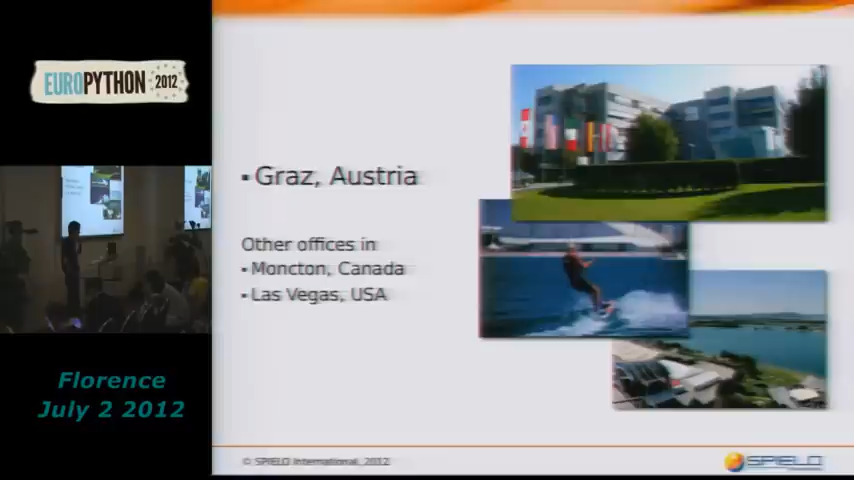 EUROPYTHON 2012
▪ Graz, Austria
Other offices in
▪ Moncton, Canada
▪ Las Vegas, USA
Florence
July 2 2012
© SPIELO International, 2012
SPIELO